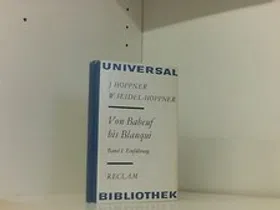 UNIVERSAL
J HÖPPNER
W. SEIDEL-HÖPPNER
Von Babeuf
bis Blanqui
Band I: Einführung
RECLAM
BIBLIOTHEK